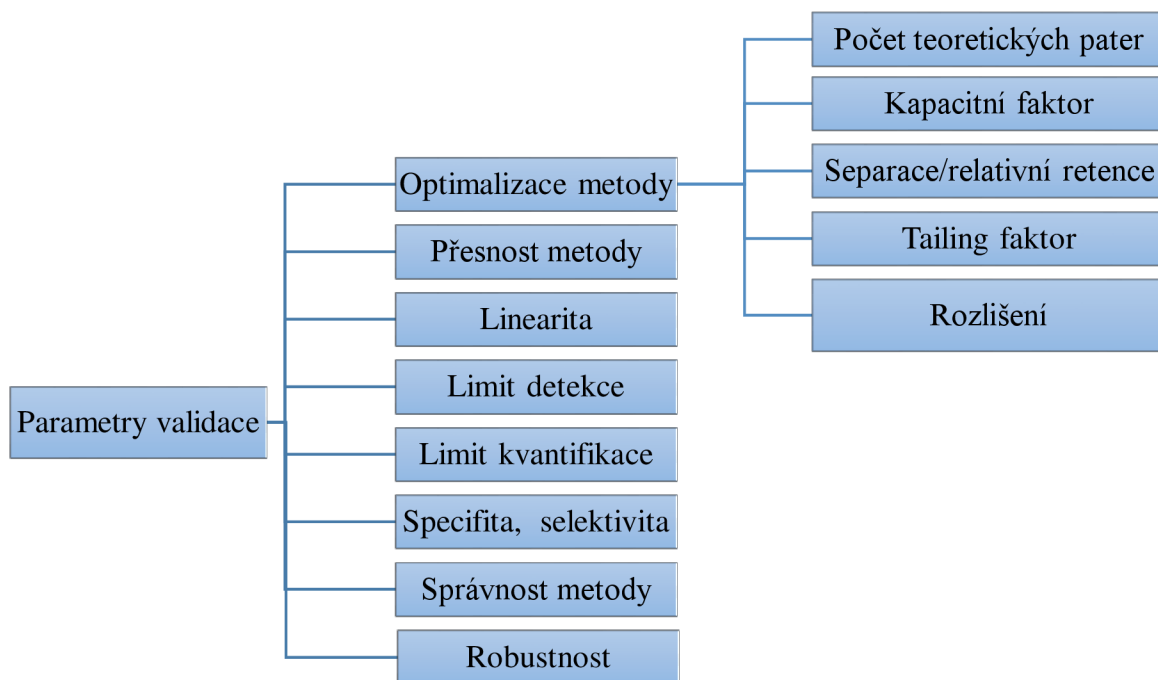 Parametry validace
Optimalizace metody
Přesnost metody
Linearita
Limit detekce
Limit kvantifikace
Specifita, selektivita
Správnost metody
Robustnost
Počet teoretických pater
Kapacitní faktor
Separace/relativní retence
Tailing faktor
Rozlišení